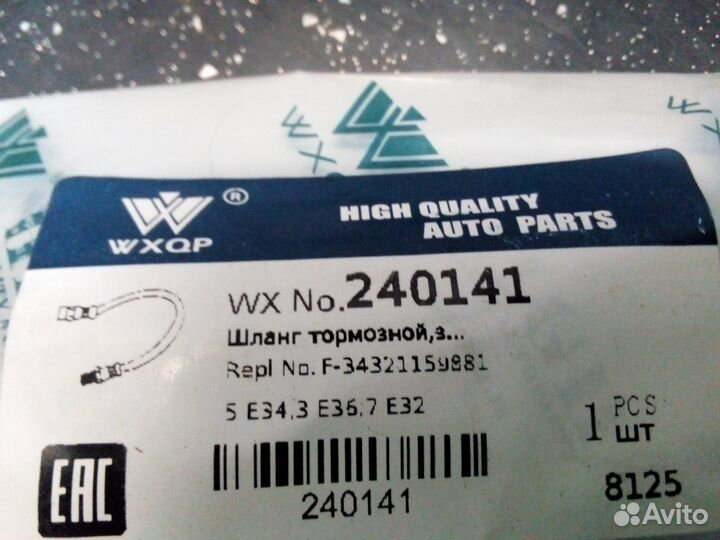 WX
WXQP ®
HIGH QUALITY
AUTO PARTS
WX No.240141
Шланг тормозной,з...
Repl No. F-34321159881
5 E34,3 E36,7 E32
1 PCS
шт
EAC
240141
8125
Avito